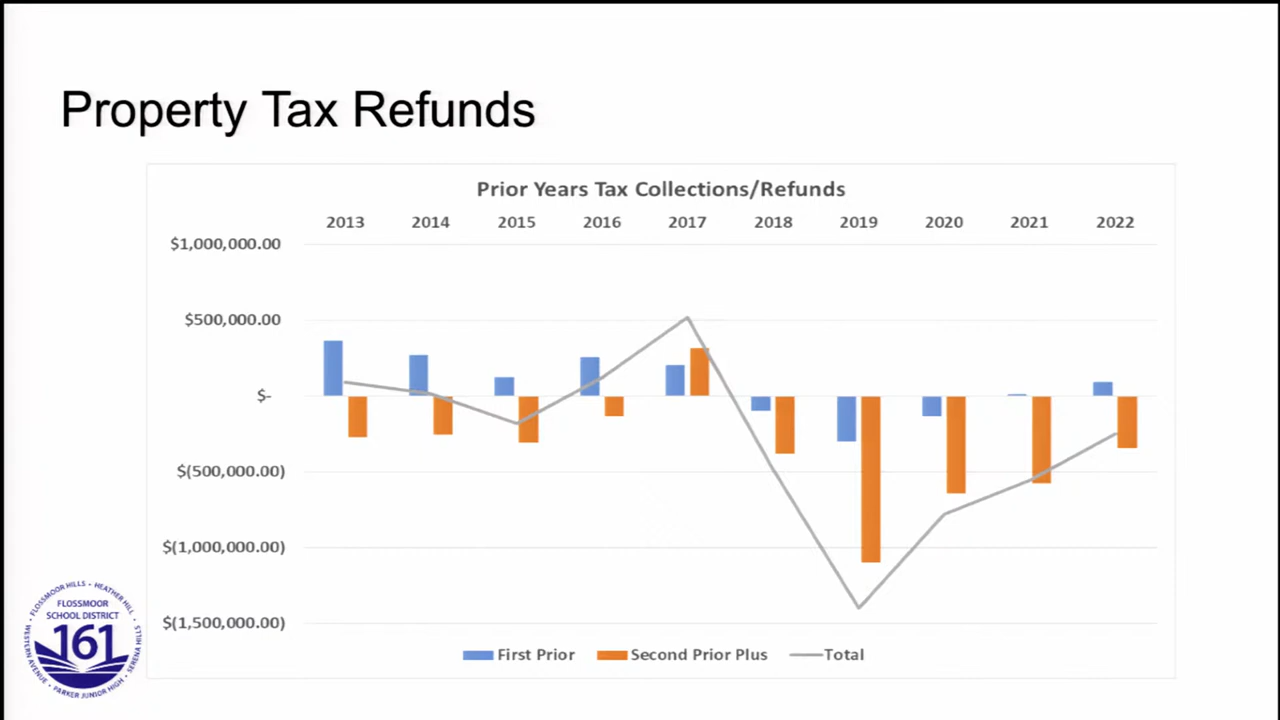 Property Tax Refunds
Prior Years Tax Collections/Refunds
2013 2014 2015 2016 2017 2018 2019 2020 2021 2022
$1,000,000.00
$500,000.00
$-
$(500,000.00)
$(1,000,000.00)
$(1,500,000.00)
First Prior Second Prior Plus Total
FLOSSMOOR HILLS • HEATHER HILL • SERENA HILLS • PARKER JUNIOR HIGH • WESTERN AVENUE •
FLOSSMOOR
SCHOOL DISTRICT
161